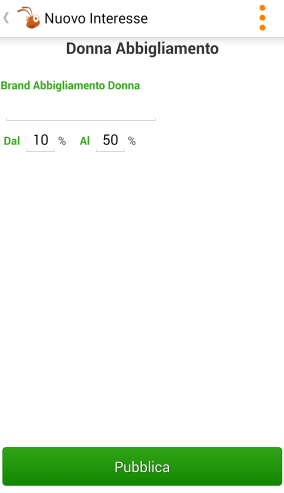 Nuovo Interesse
Donna Abbigliamento
Brand Abbigliamento Donna
Dal 10 % Al 50 %
Pubblica